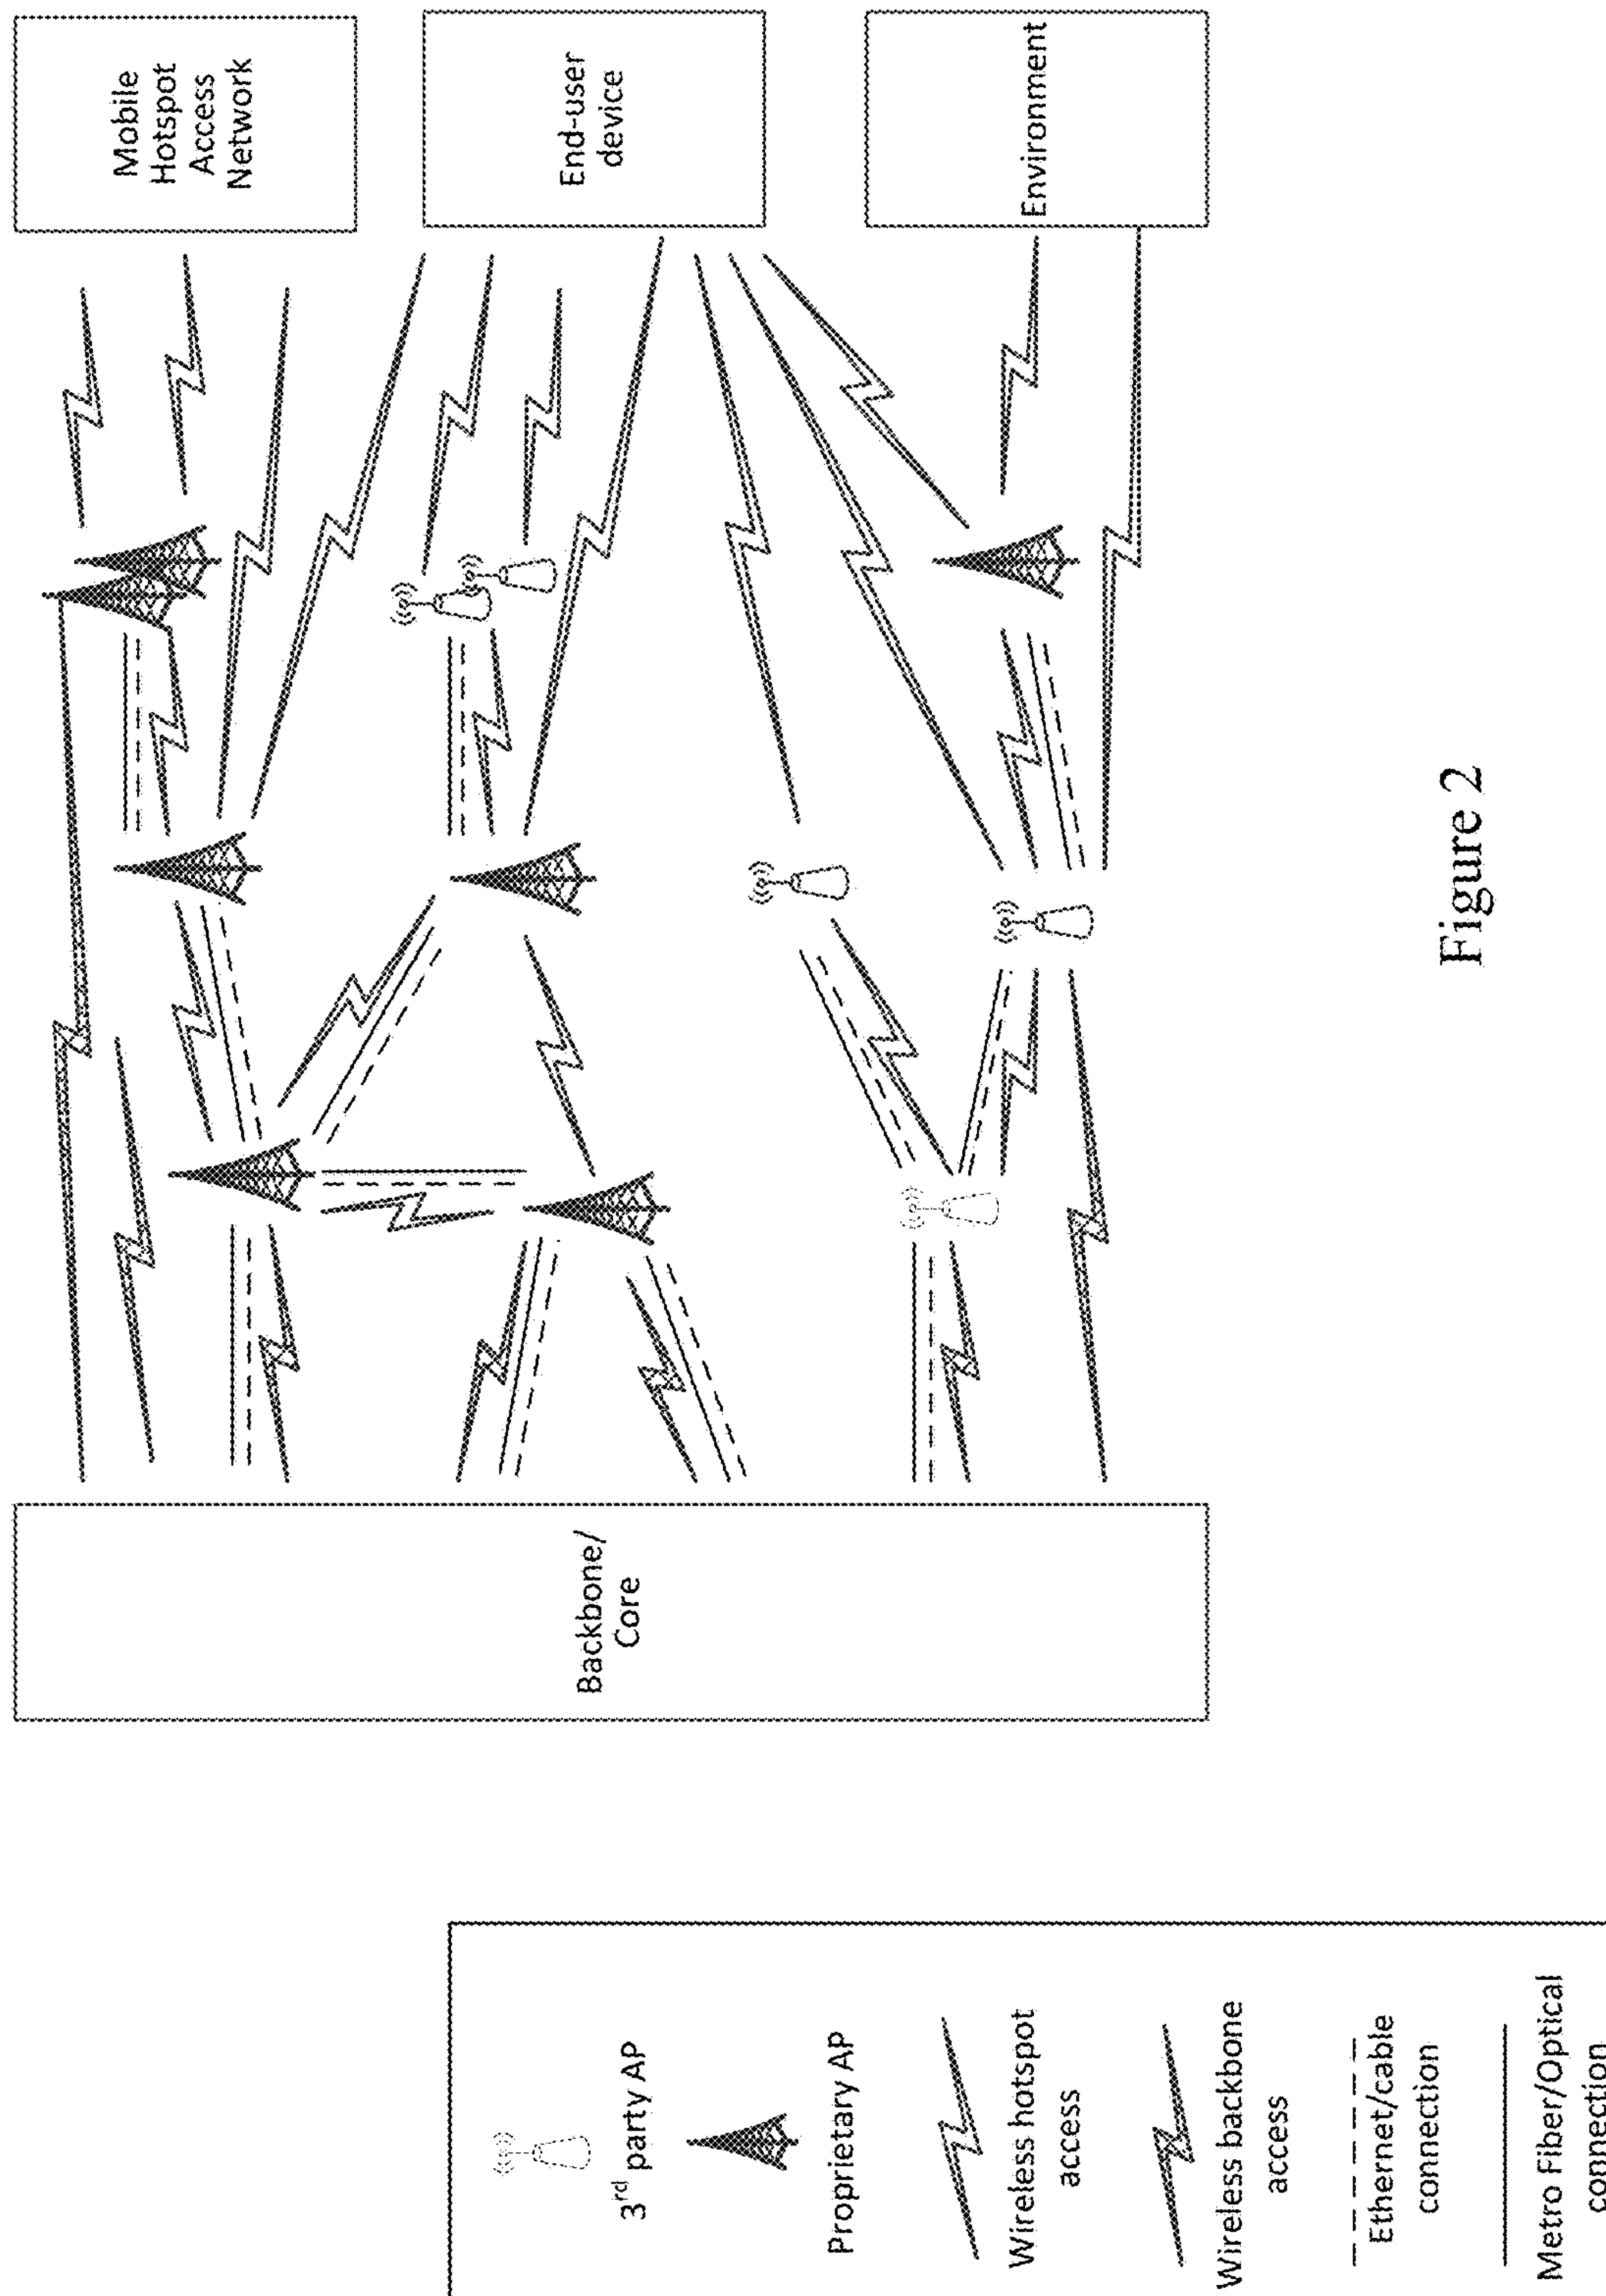 Backbone/
Core
Mobile
Hotspot
Access
Network
End-user
device
Environment
3rd party AP
Proprietary AP
Wireless hotspot
access
Wireless backbone
access
Ethernet/cable
connection
Metro Fiber/Optical
connection
Figure 2